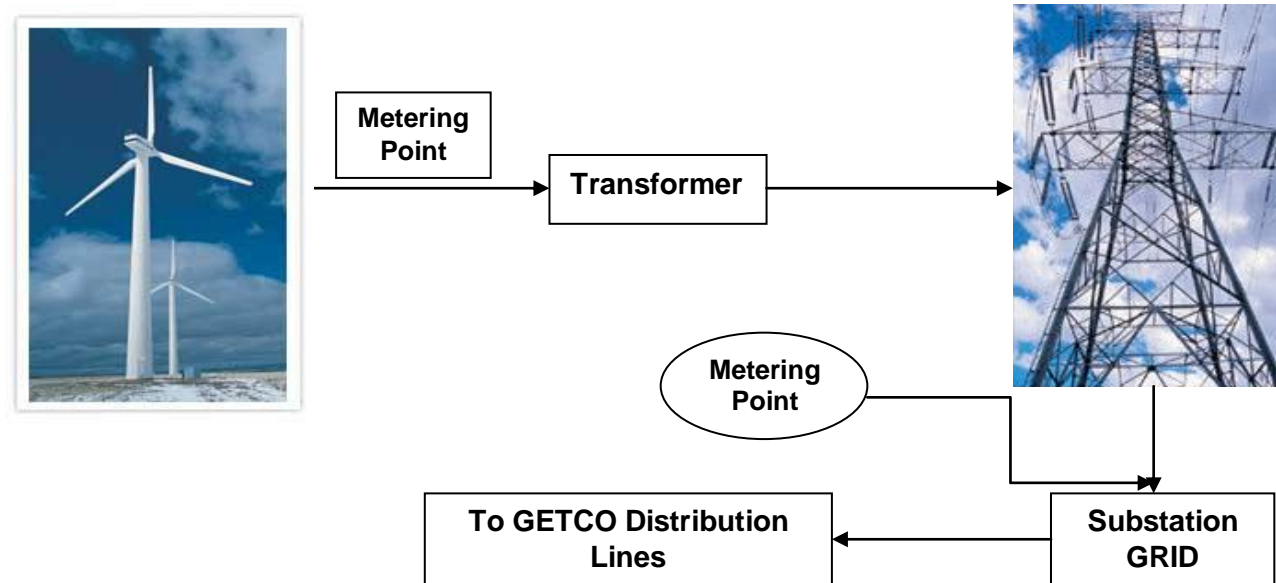 Metering
Point
Transformer
Metering
Point
To GETCO Distribution
Lines
Substation
GRID